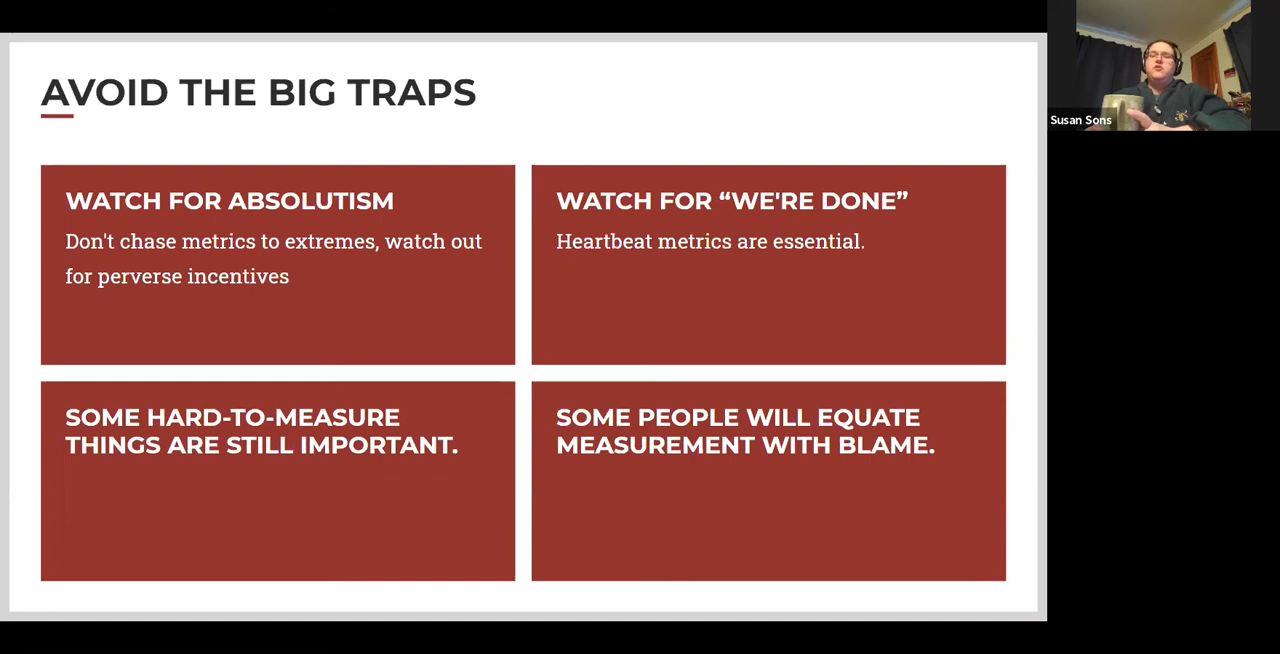 AVOID THE BIG TRAPS
WATCH FOR ABSOLUTISM
Don't chase metrics to extremes, watch out
for perverse incentives
WATCH FOR “WE'RE DONE”
Heartbeat metrics are essential.
SOME HARD-TO-MEASURE
THINGS ARE STILL IMPORTANT.
SOME PEOPLE WILL EQUATE
MEASUREMENT WITH BLAME.
Susan Sons